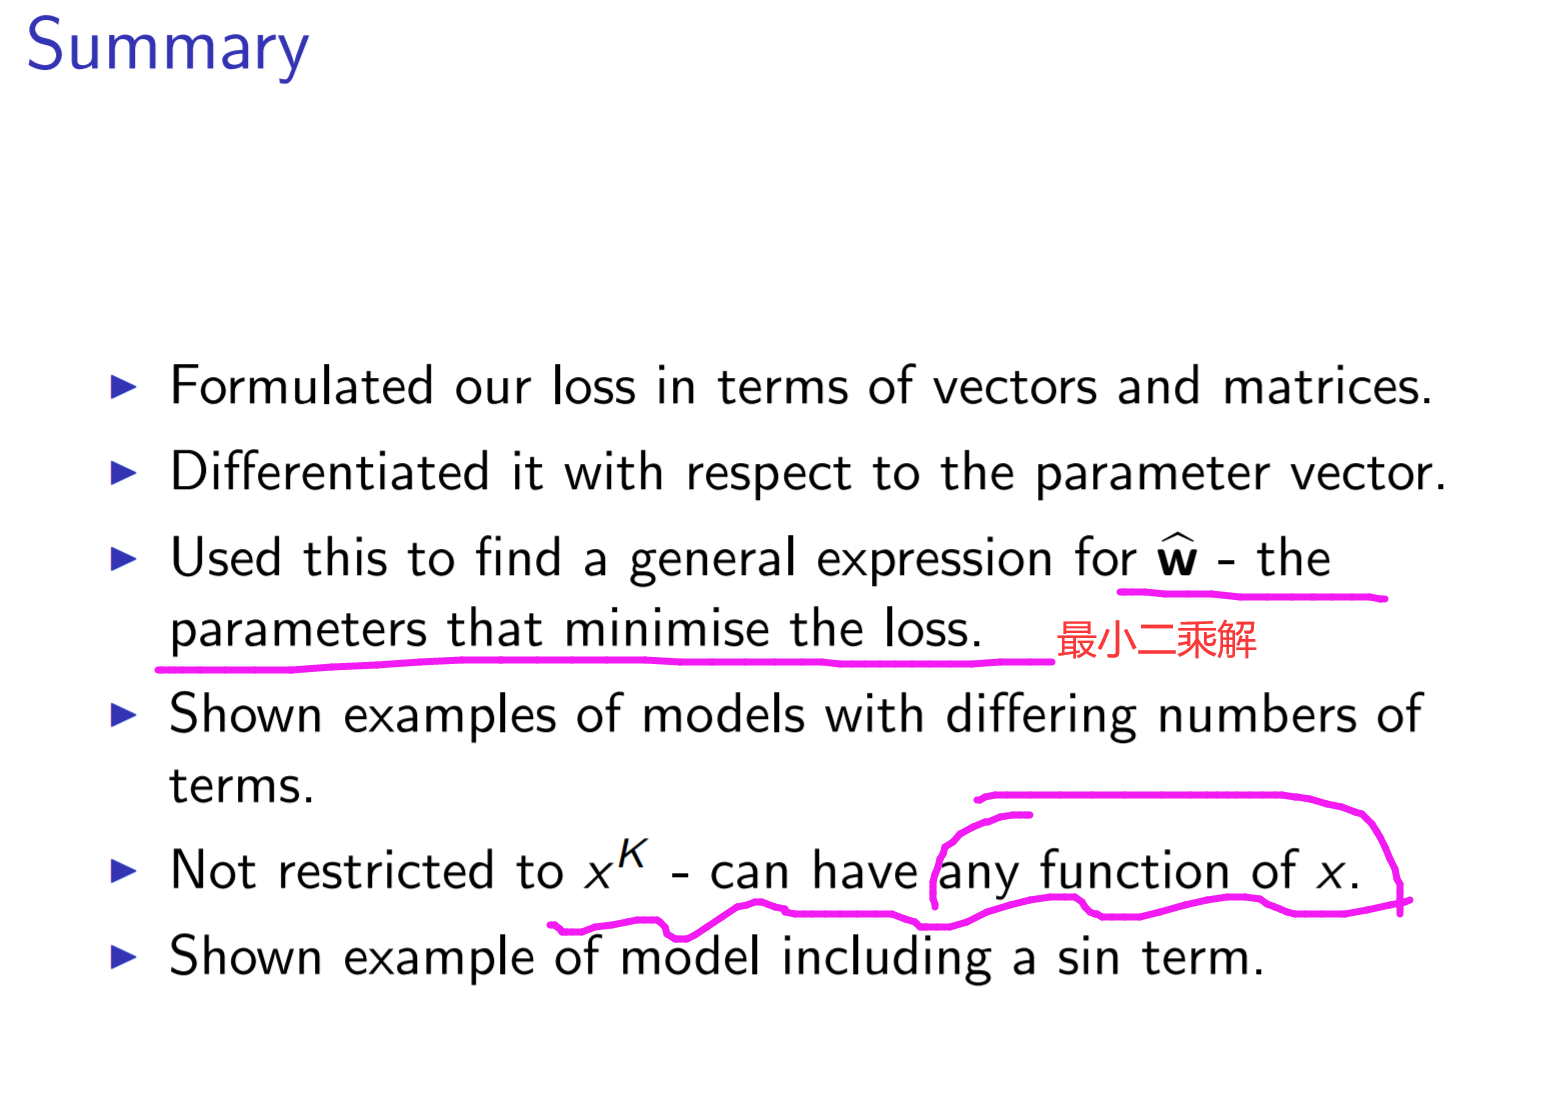 Summary
▶ Formulated our loss in terms of vectors and matrices.
▶ Differentiated it with respect to the parameter vector.
▶ Used this to find a general expression for ŵ - the
parameters that minimise the loss. 最小二乘解
▶ Shown examples of models with differing numbers of
terms.
▶ Not restricted to x^K - can have any function of x.
▶ Shown example of model including a sin term.